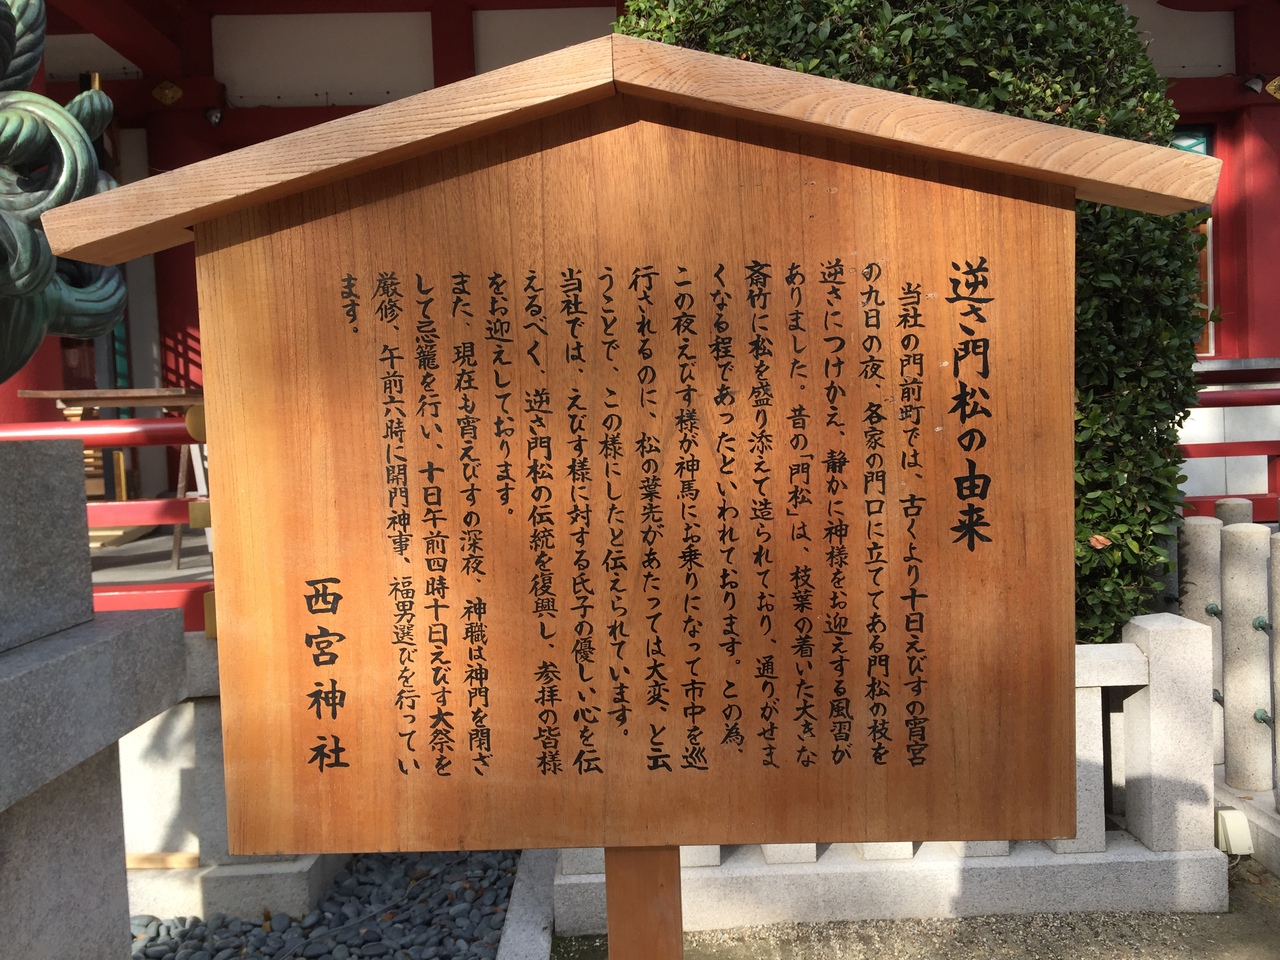 逆さ門松の由来
当社の門前町では、古くより十日えびすの宵宮
の九日の夜、各家の門口に立ててある門松の枝を
逆さにつけかえ、静かに神様をお迎えする風習が
ありました。昔の「門松」は、枝葉の着いた大きな
斎竹に松を盛り添えて造られており、通りがせま
くなる程であったといわれております。この為、
この夜えびす様が神馬にお乗りになって市中を巡
行されるのに、松の葉先があたっては大変、と云
うことで、この様にしたと伝えられています。
当社では、えびす様に対する氏子の優しい心を伝
えるべく、逆さ門松の伝統を復興し、参拝の皆様
をお迎えしております。
また、現在も宵えびすの深夜、神職は神門を閉ざ
して忌籠を行い、十日午前四時十日えびす大祭を
厳修、午前六時に開門神事、福男選びを行ってい
ます。
西宮神社